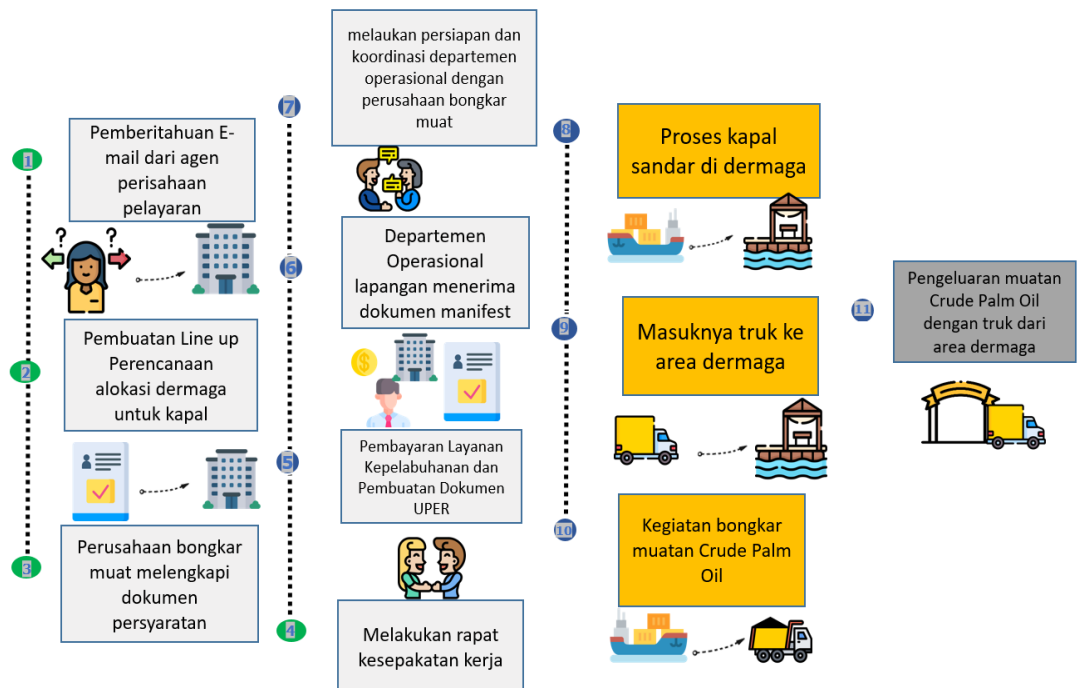 1
Pemberitahuan E-
mail dari agen
perisahaan
pelayaran
?
?
2
Pembuatan Line up
Perencanaan
alokasi dermaga
untuk kapal
3
Perusahaan bongkar
muat melengkapi
dokumen
persyaratan
4
Melakukan rapat
kesepakatan kerja
5
Pembayaran Layanan
Kepelabuhanan dan
Pembuatan Dokumen
UPER
6
Departemen
Operasional
lapangan menerima
dokumen manifest
$
7
melaukan persiapan dan
koordinasi departemen
operasional dengan
perusahaan bongkar
muat
8
Proses kapal
sandar di dermaga
9
Masuknya truk ke
area dermaga
10
Kegiatan bongkar
muatan Crude Palm
Oil
11
Pengeluaran muatan
Crude Palm Oil
dengan truk dari
area dermaga